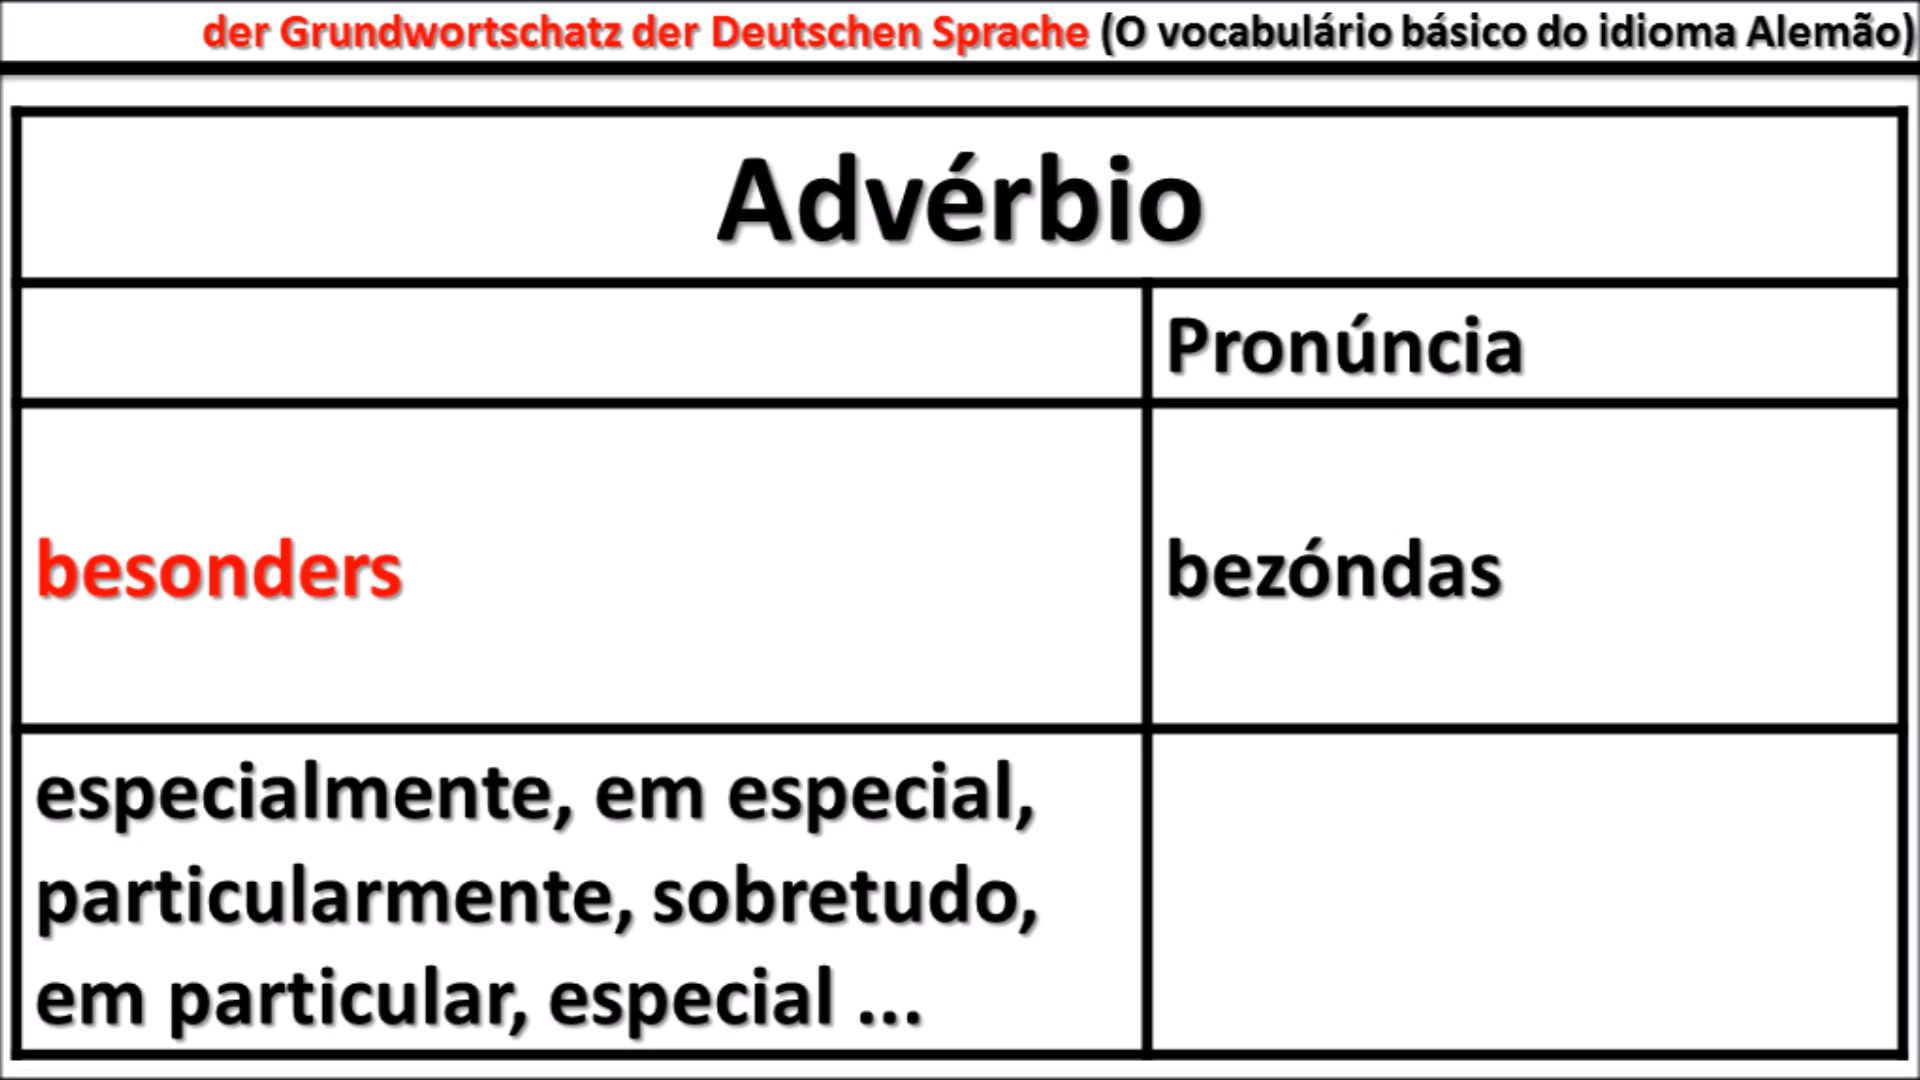 der Grundwortschatz der Deutschen Sprache (O vocabulário básico do idioma Alemão)
Advérbio
Pronúncia
besonders
bezóndas
especialmente, em especial,
particularmente, sobretudo,
em particular, especial ...